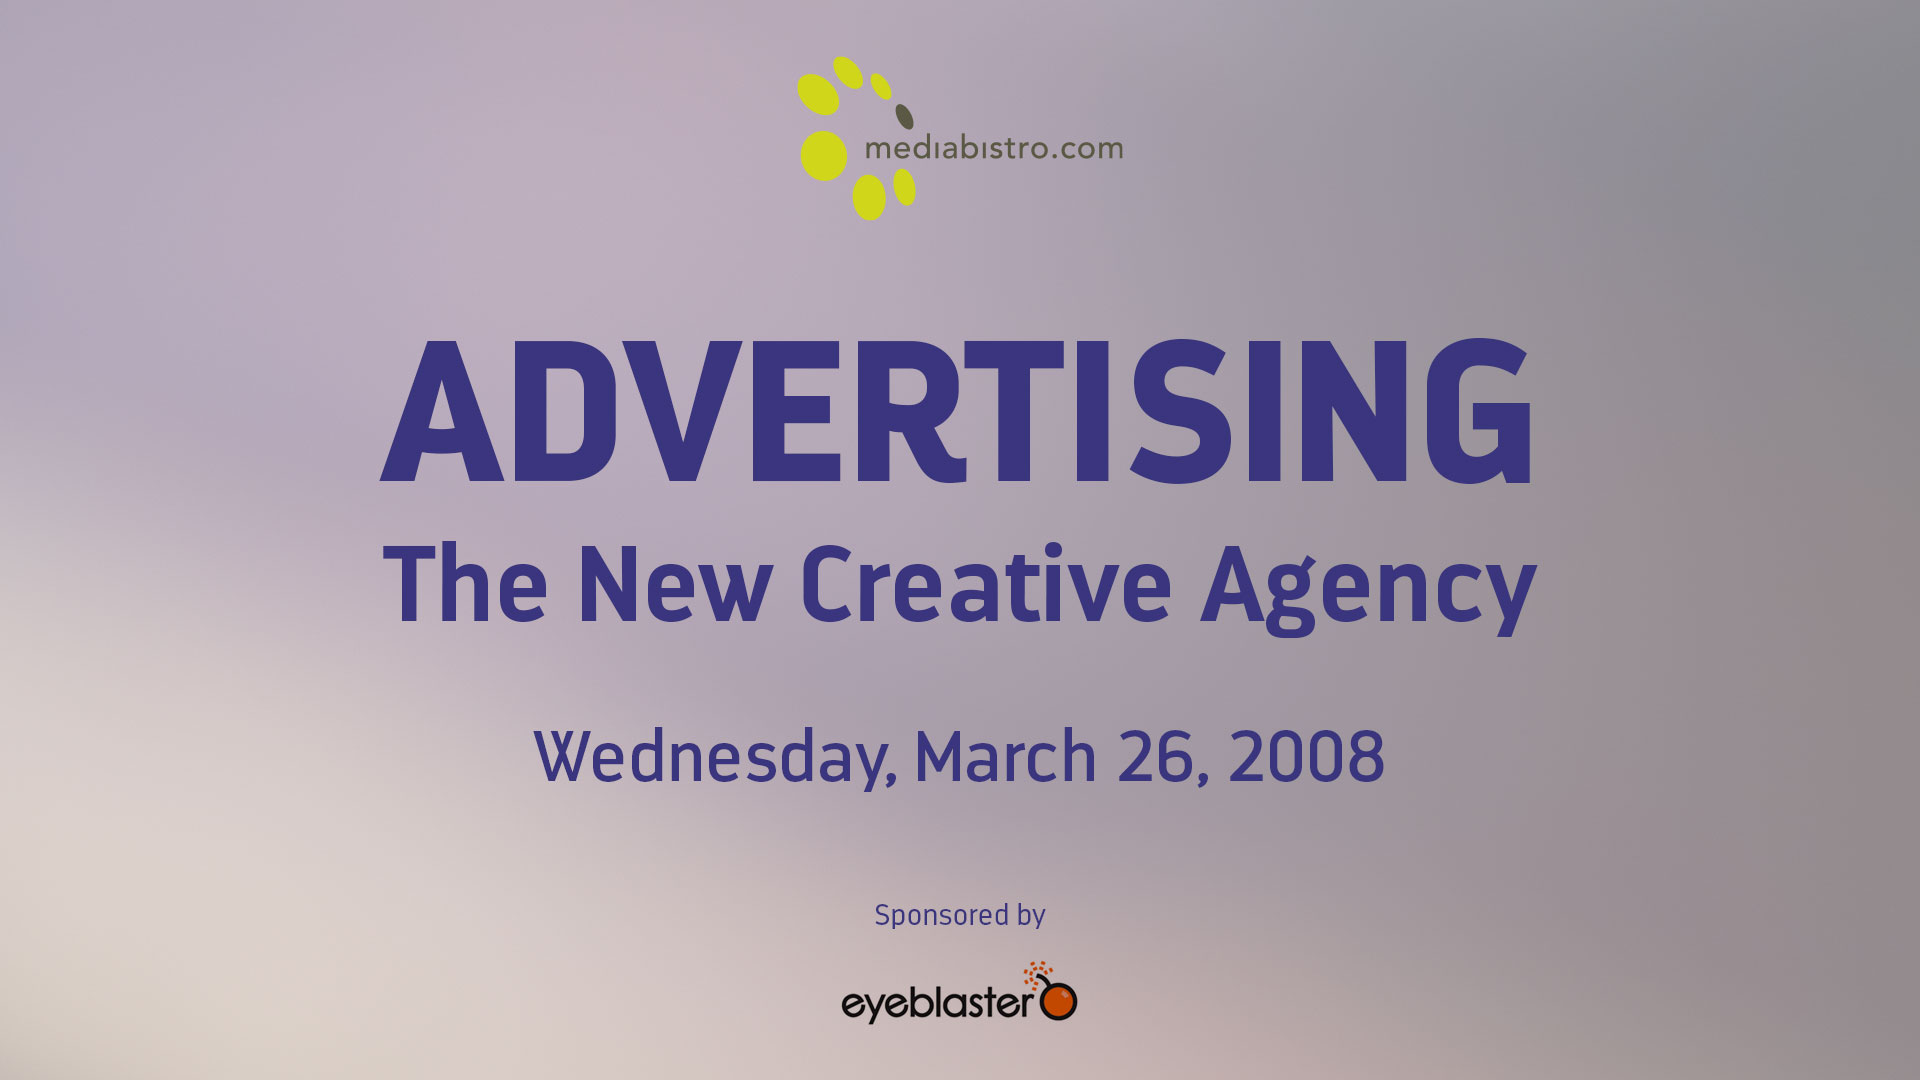 mediabistro.com
ADVERTISING
The New Creative Agency
Wednesday, March 26, 2008
Sponsored by
eyeblaster